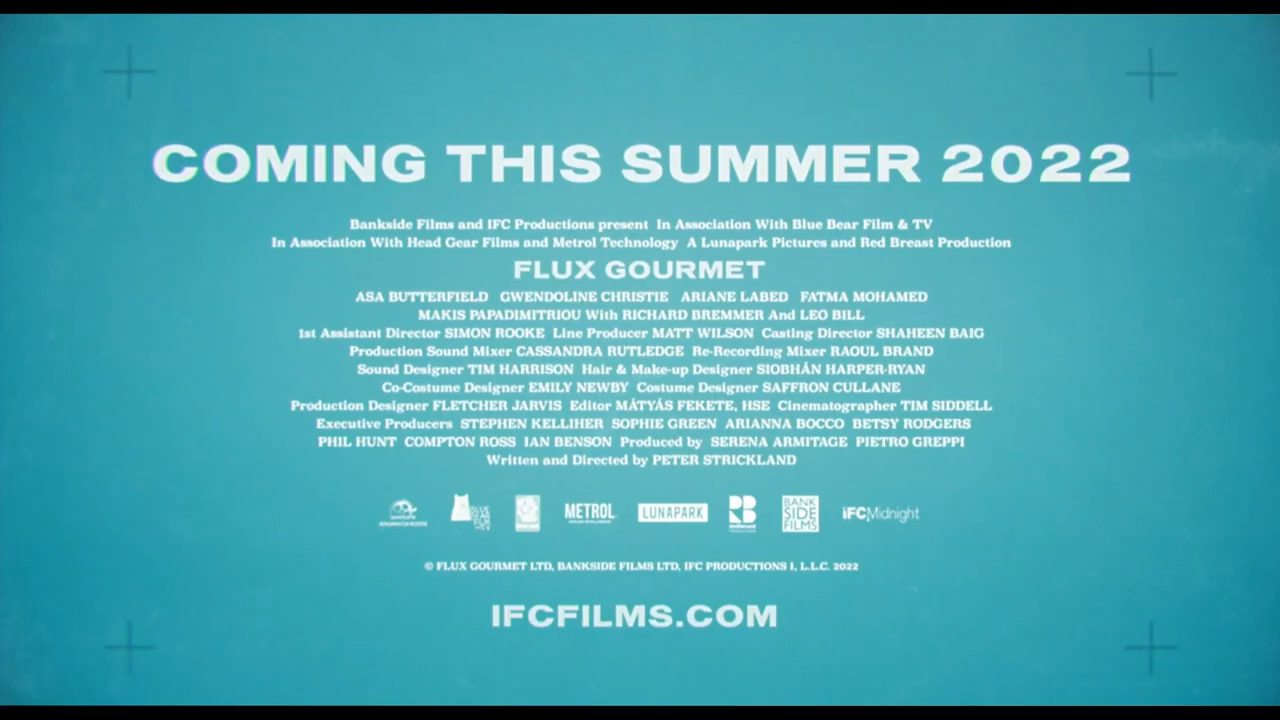 COMING THIS SUMMER 2022
Bankside Films and IFC Productions present In Association With Blue Bear Film & TV
In Association With Head Gear Films and Metrol Technology A Lunapark Pictures and Red Breast Production
FLUX GOURMET
ASA BUTTERFIELD GWENDOLINE CHRISTIE ARIANE LABED FATMA MOHAMED
MAKIS PAPADIMITRIOU With RICHARD BREMMER And LEO BILL
1st Assistant Director SIMON ROOKE Line Producer MATT WILSON Casting Director SHAHEEN BAIG
Production Sound Mixer CASSANDRA RUTLEDGE Re-Recording Mixer RAOUL BRAND
Sound Designer TIM HARRISON Hair & Make-up Designer SIOBHÁN HARPER-RYAN
Co-Costume Designer EMILY NEWBY Costume Designer SAFFRON CULLANE
Production Designer FLETCHER JARVIS Editor MÁTYÁS FEKETE, HSE Cinematographer TIM SIDDELL
Executive Producers STEPHEN KELLIHER SOPHIE GREEN ARIANNA BOCCO BETSY RODGERS
PHIL HUNT COMPTON ROSS IAN BENSON Produced by SERENA ARMITAGE PIETRO GREPPI
Written and Directed by PETER STRICKLAND
METROL LUNAPARK RB BANK SIDE FILMS IFC Midnight
© FLUX GOURMET LTD, BANKSIDE FILMS LTD, IFC PRODUCTIONS I, L.L.C. 2022
IFCFILMS.COM